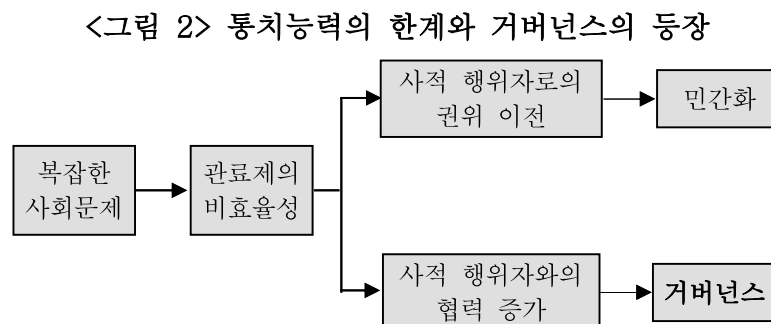 <그림 2> 통치능력의 한계와 거버넌스의 등장
사적 행위자로의
권위 이전
민간화
복잡한
사회문제
관료제의
비효율성
사적 행위자와의
협력 증가
거버넌스